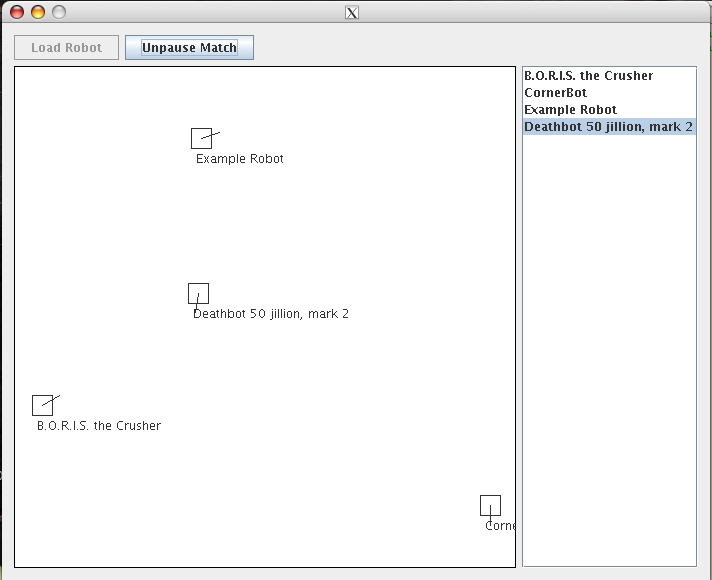 Load Robot
Unpause Match
B.O.R.I.S. the Crusher
CornerBot
Example Robot
Deathbot 50 jillion, mark 2
Example Robot
Deathbot 50 jillion, mark 2
B.O.R.I.S. the Crusher
Corne